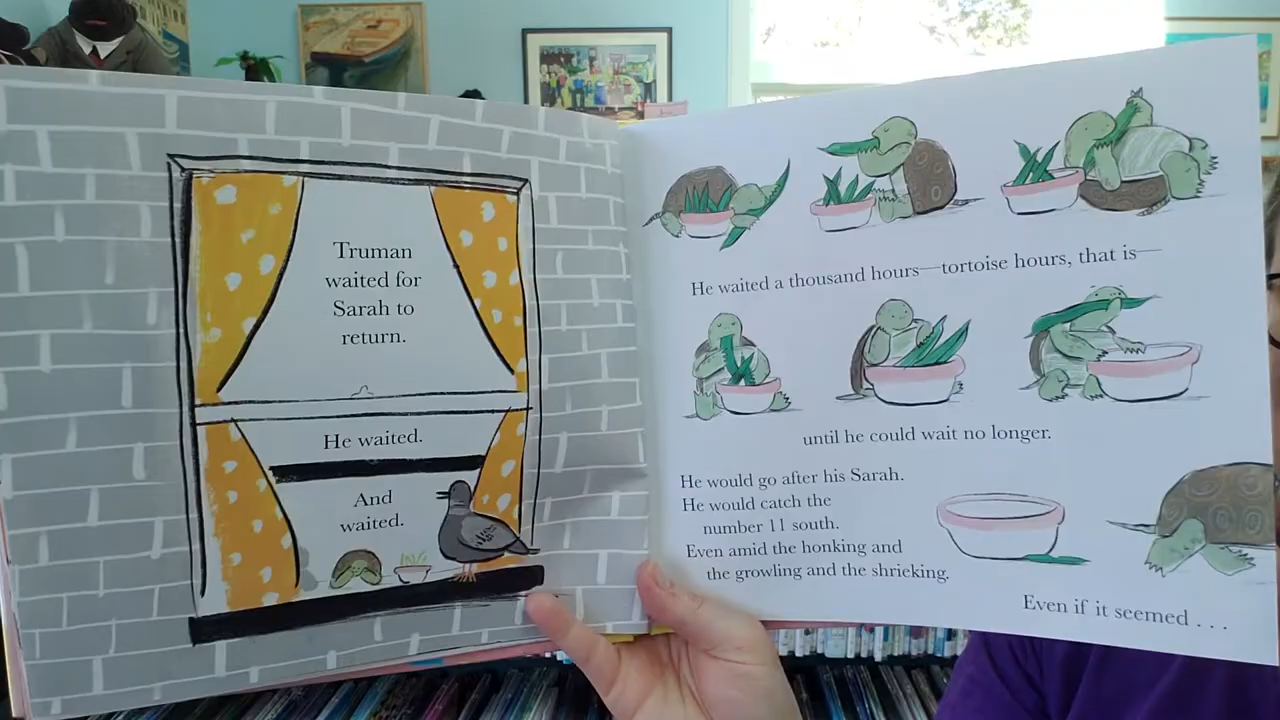 Truman
waited for
Sarah to
return.
He waited.
And
waited.
He waited a thousand hours—tortoise hours, that is—
until he could wait no longer.
He would go after his Sarah.
He would catch the
number 11 south.
Even amid the honking and
the growling and the shrieking.
Even if it seemed . . .